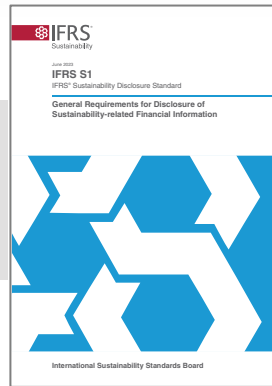 IFRS
Sustainability
June 2023
IFRS S1
IFRS® Sustainability Disclosure Standard
General Requirements for Disclosure of
Sustainability-related Financial Information
International Sustainability Standards Board